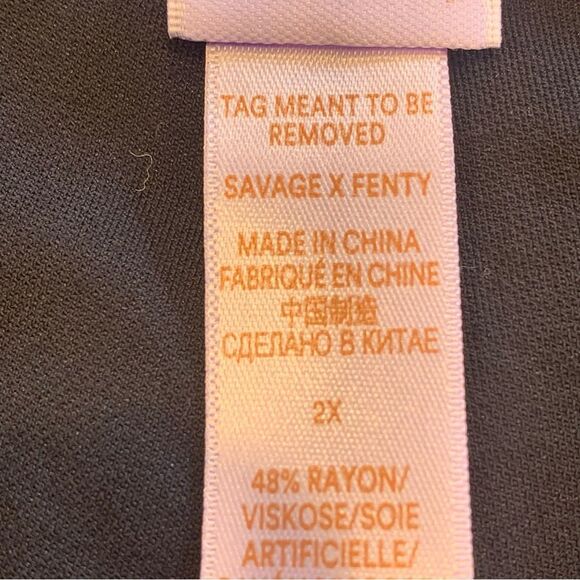 TAG MEANT TO BE
REMOVED
SAVAGE X FENTY
MADE IN CHINA
FABRIQUÉ EN CHINE
中国制造
СДЕЛАНО В КИТАЕ
2X
48% RAYON/
VISKOSE/SOIE
ARTIFICIELLE/